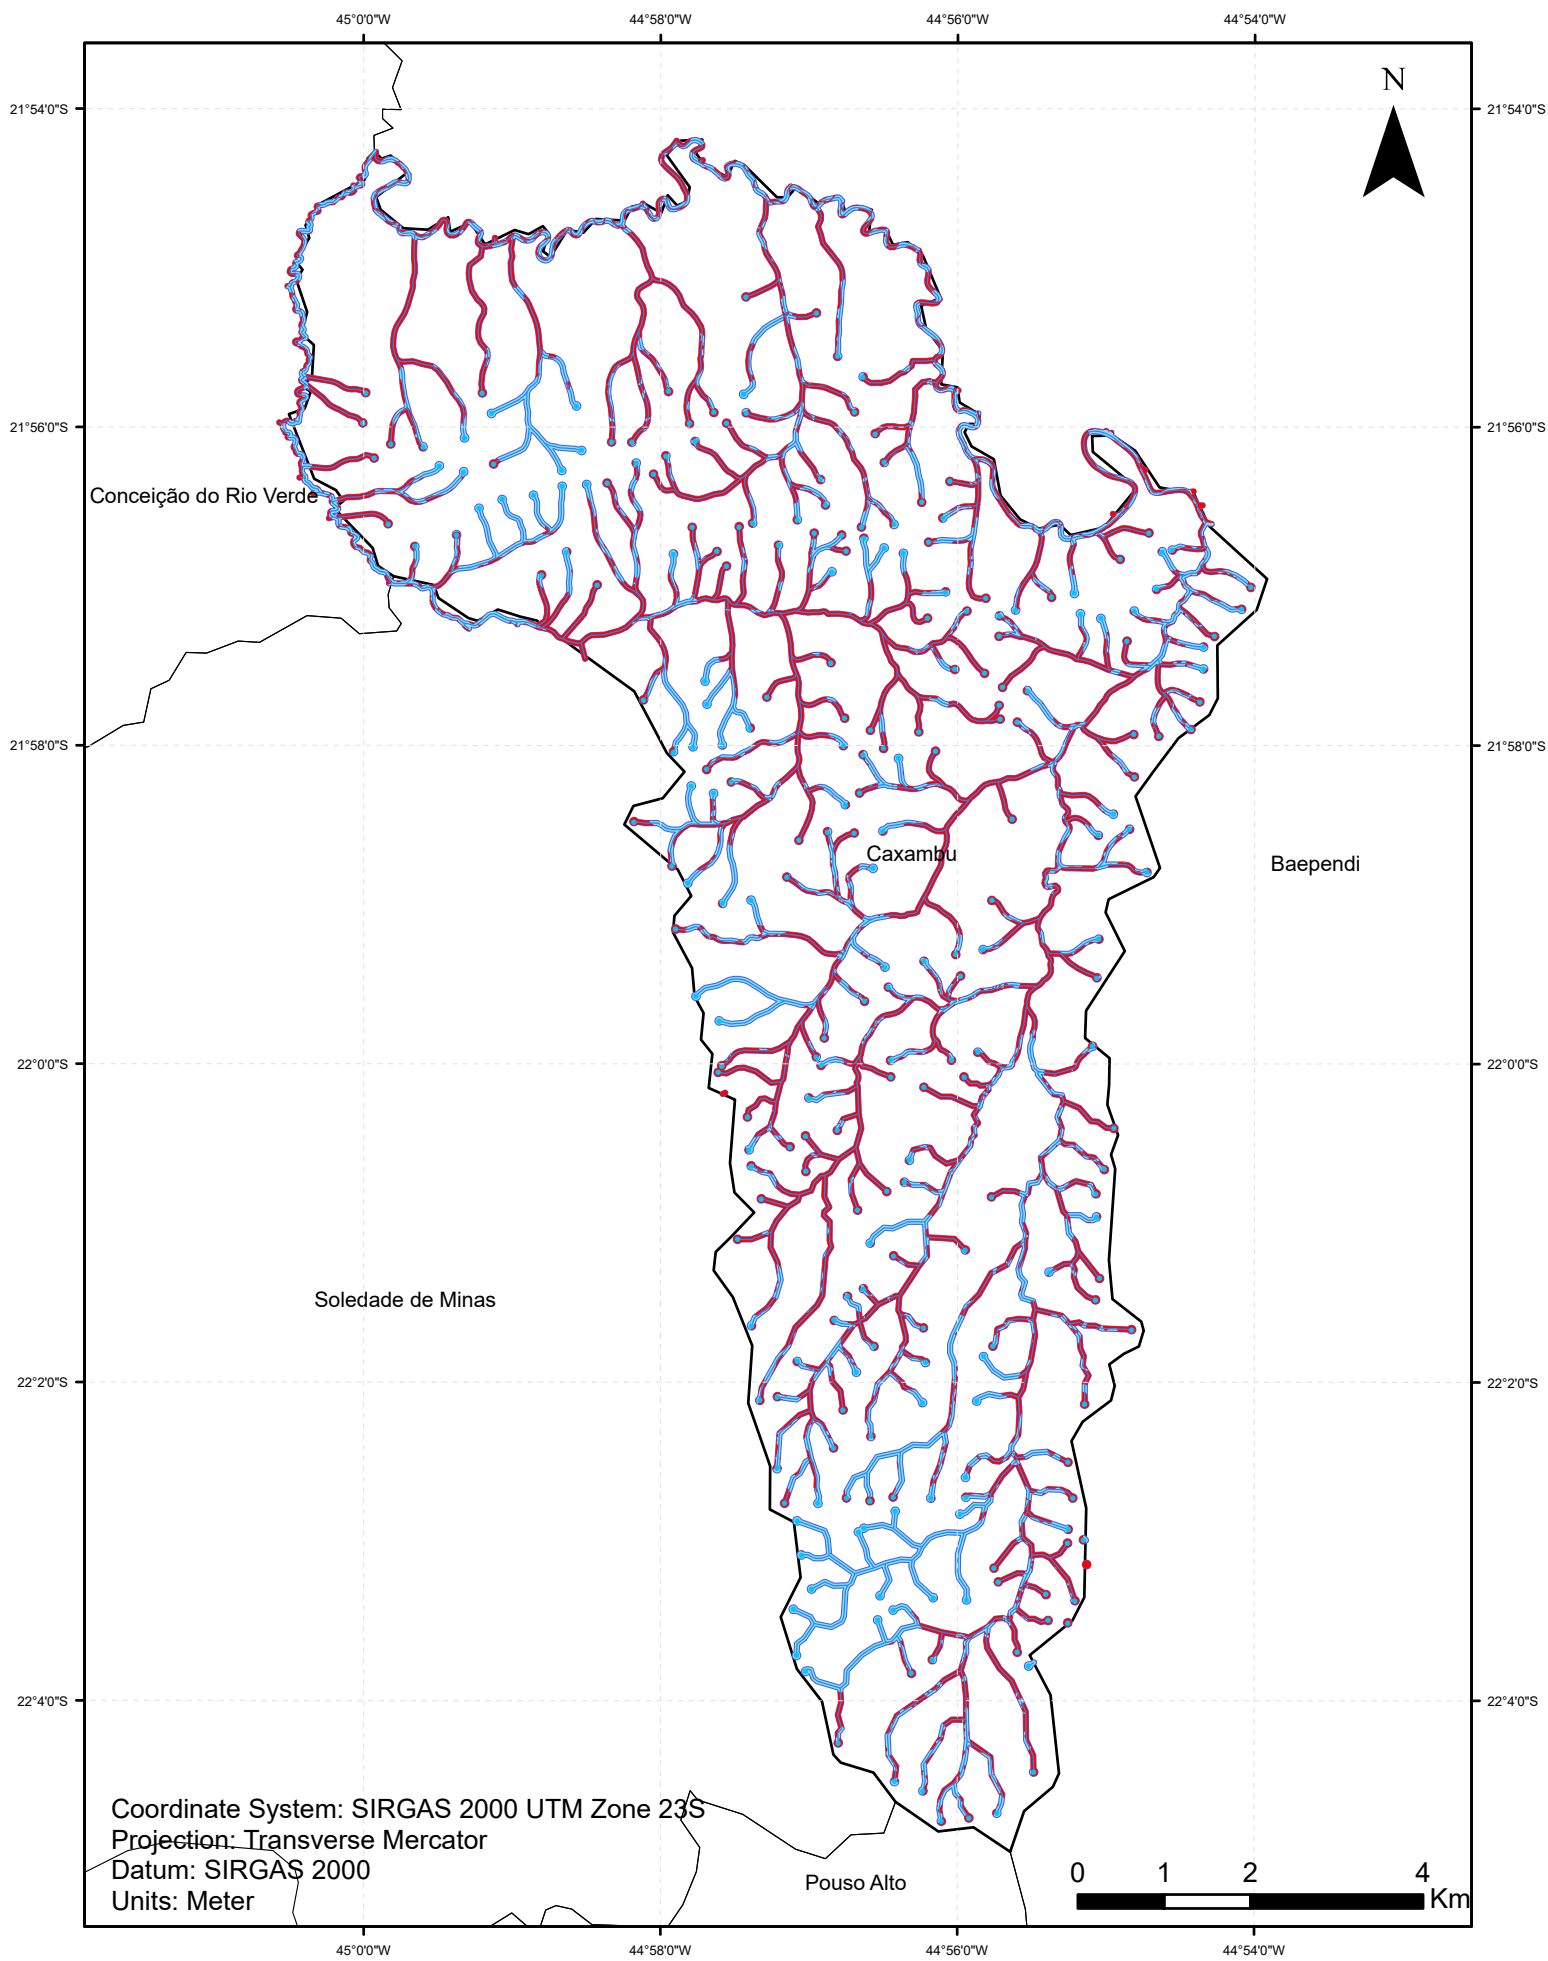 45°0'0"W 44°58'0"W 44°56'0"W 44°54'0"W
N
21°54'0"S 21°54'0"S
21°56'0"S 21°56'0"S
Conceição do Rio Verde
21°58'0"S 21°58'0"S
Caxambu
Baependi
22°0'0"S 22°0'0"S
Soledade de Minas
22°2'0"S 22°2'0"S
22°4'0"S 22°4'0"S
Coordinate System: SIRGAS 2000 UTM Zone 23S
Projection: Transverse Mercator
Datum: SIRGAS 2000
Units: Meter
Pouso Alto
0 1 2 4
Km
45°0'0"W 44°58'0"W 44°56'0"W 44°54'0"W